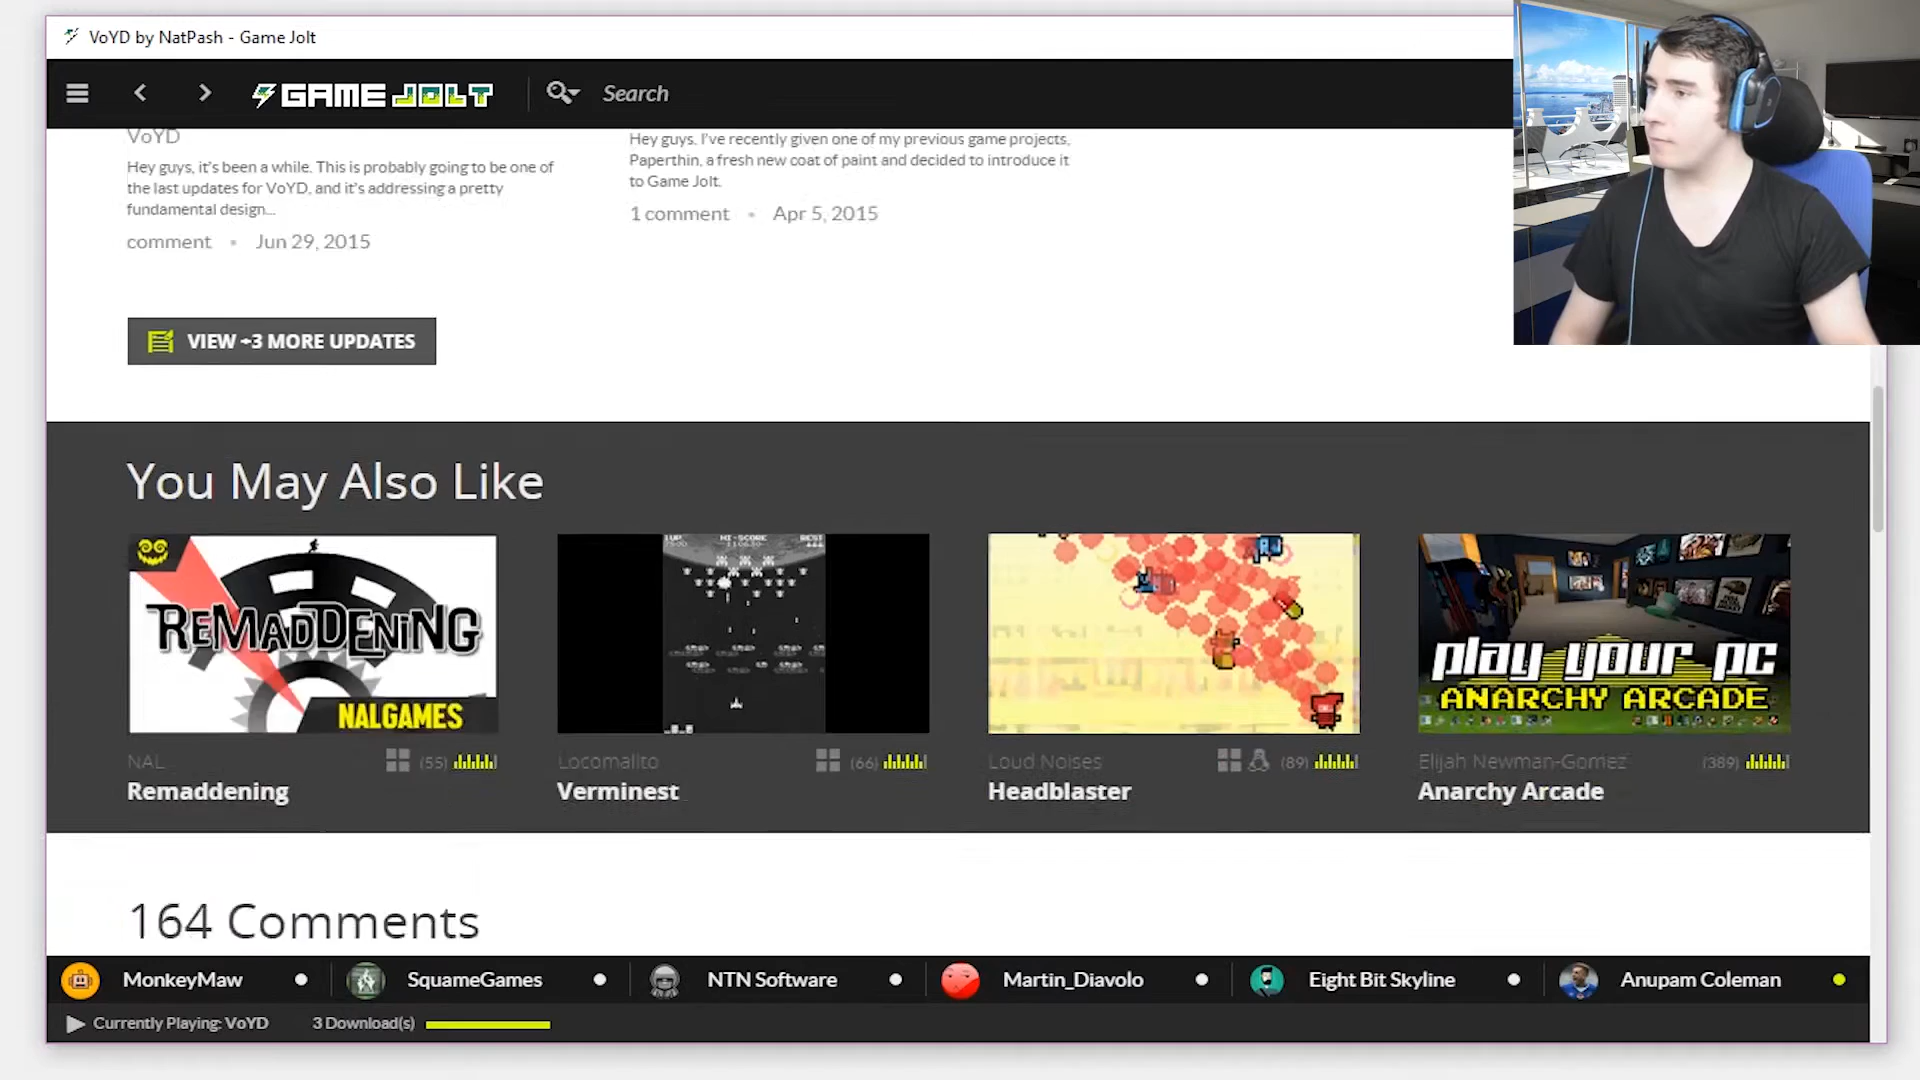 VoYD by NatPash - Game Jolt
GAME JOLT
Search
VoYD
Hey guys, it's been a while. This is probably going to be one of
the last updates for VoYD, and it's addressing a pretty
fundamental design...
comment • Jun 29, 2015
Hey guys. I've recently given one of my previous game projects,
Paperthin, a fresh new coat of paint and decided to introduce it
to Game Jolt.
1 comment • Apr 5, 2015
VIEW +3 MORE UPDATES
You May Also Like
REMADDENING
NALGAMES
1UP HI-SCORE REST
play your pc
ANARCHY ARCADE
NAL (55)
Remaddening
Locomalito (66)
Verminest
Loud Noises (89)
Headblaster
Elijah Newman-Gomez (389)
Anarchy Arcade
164 Comments
MonkeyMaw
SquameGames
NTN Software
Martin_Diavolo
Eight Bit Skyline
Anupam Coleman
Currently Playing: VoYD
3 Download(s)